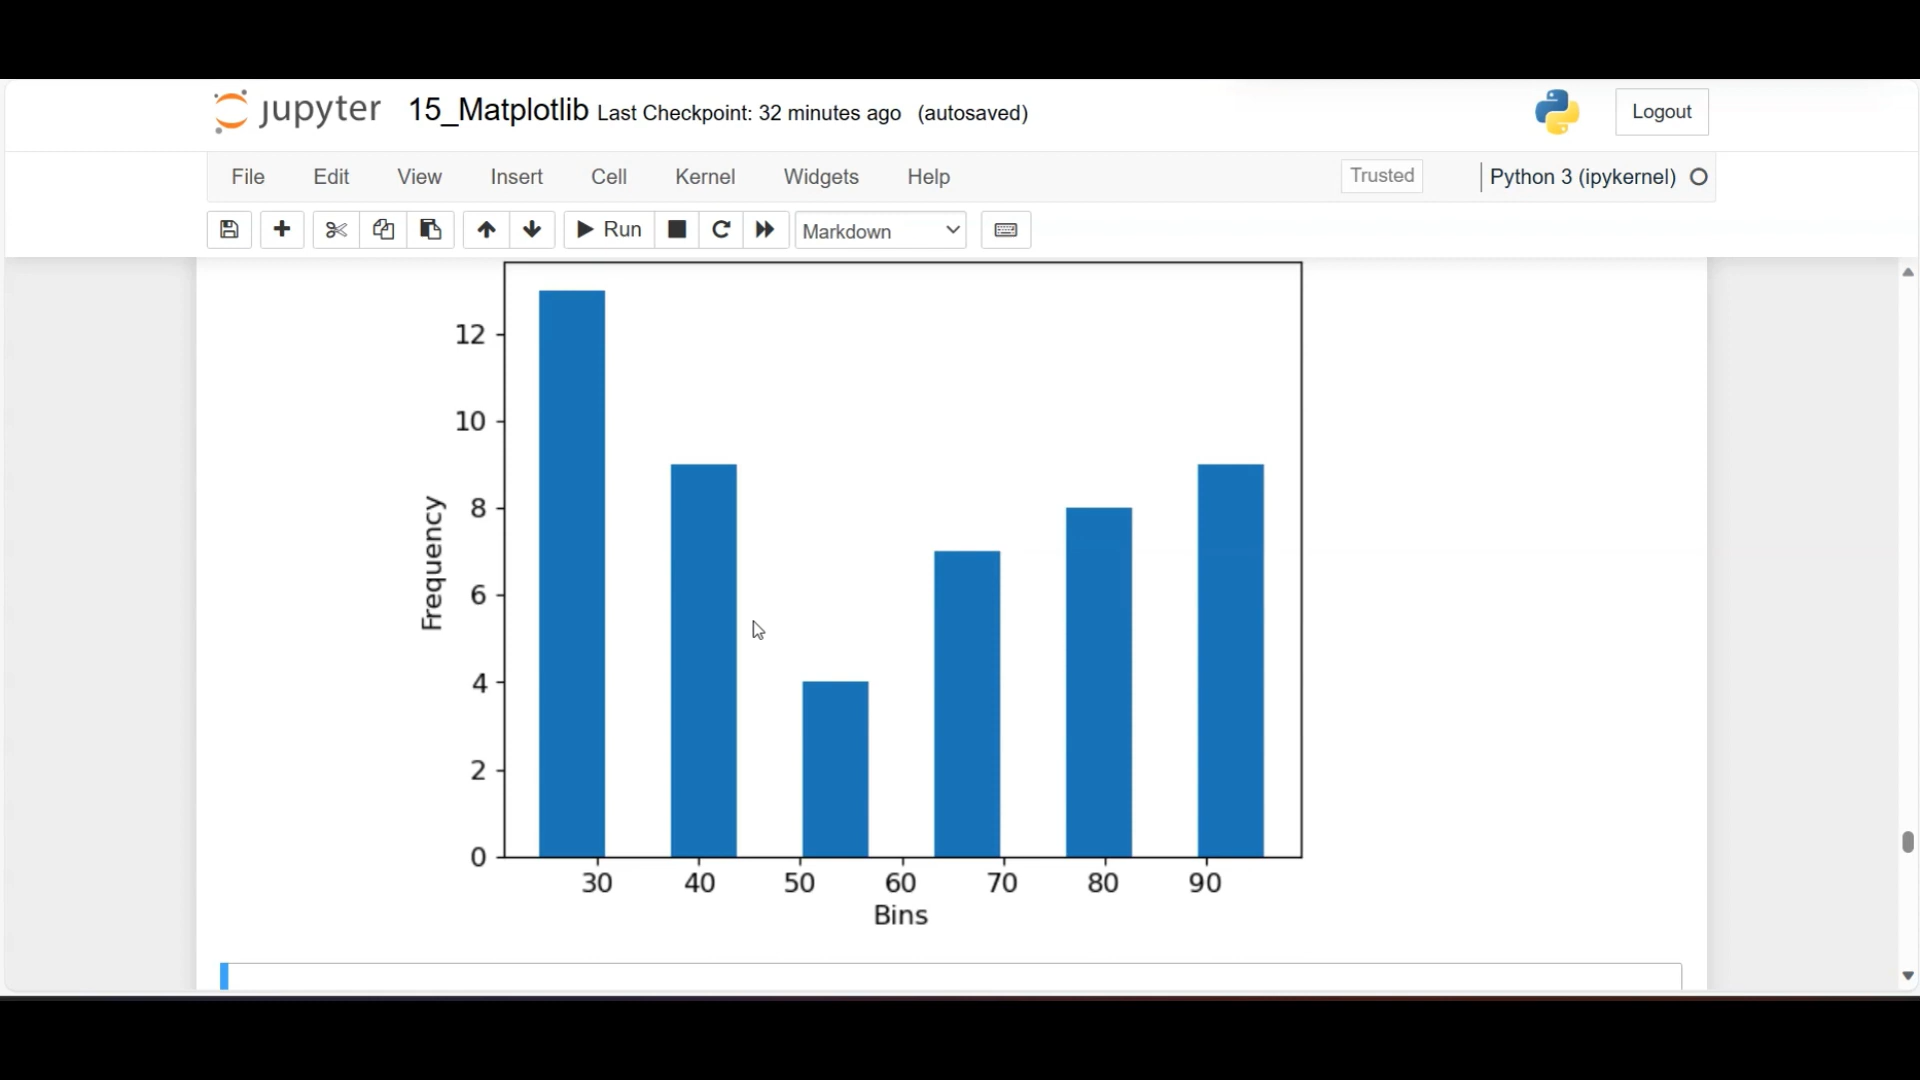 jupyter 15_Matplotlib Last Checkpoint: 32 minutes ago (autosaved)
Logout
File Edit View Insert Cell Kernel Widgets Help
Trusted
Python 3 (ipykernel)
Run
Markdown
12
10
8
6
4
2
0
Frequency
30 40 50 60 70 80 90
Bins